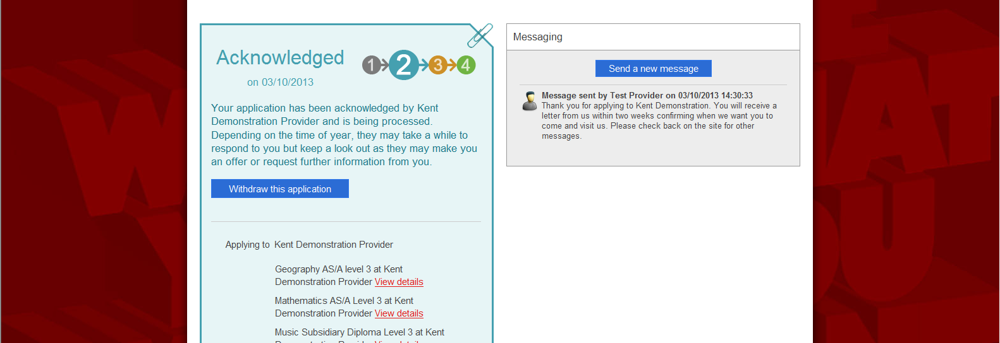 Acknowledged
on 03/10/2013
1 2 3 4
Your application has been acknowledged by Kent
Demonstration Provider and is being processed.
Depending on the time of year, they may take a while to
respond to you but keep a look out as they may make you
an offer or request further information from you.
Withdraw this application
Applying to Kent Demonstration Provider
Geography AS/A level 3 at Kent
Demonstration Provider View details
Mathematics AS/A Level 3 at Kent
Demonstration Provider View details
Music Subsidiary Diploma Level 3 at Kent
Demonstration Provider View details
Messaging
Send a new message
Message sent by Test Provider on 03/10/2013 14:30:33
Thank you for applying to Kent Demonstration. You will receive a
letter from us within two weeks confirming when we want you to
come and visit us. Please check back on the site for other
messages.